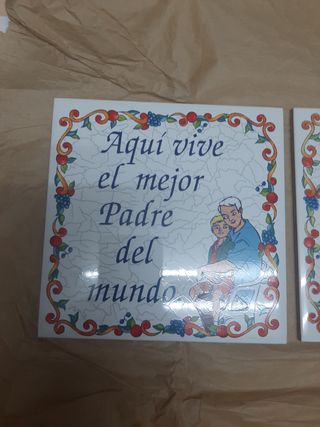 Aquí vive
el mejor
Padre
del
mundo